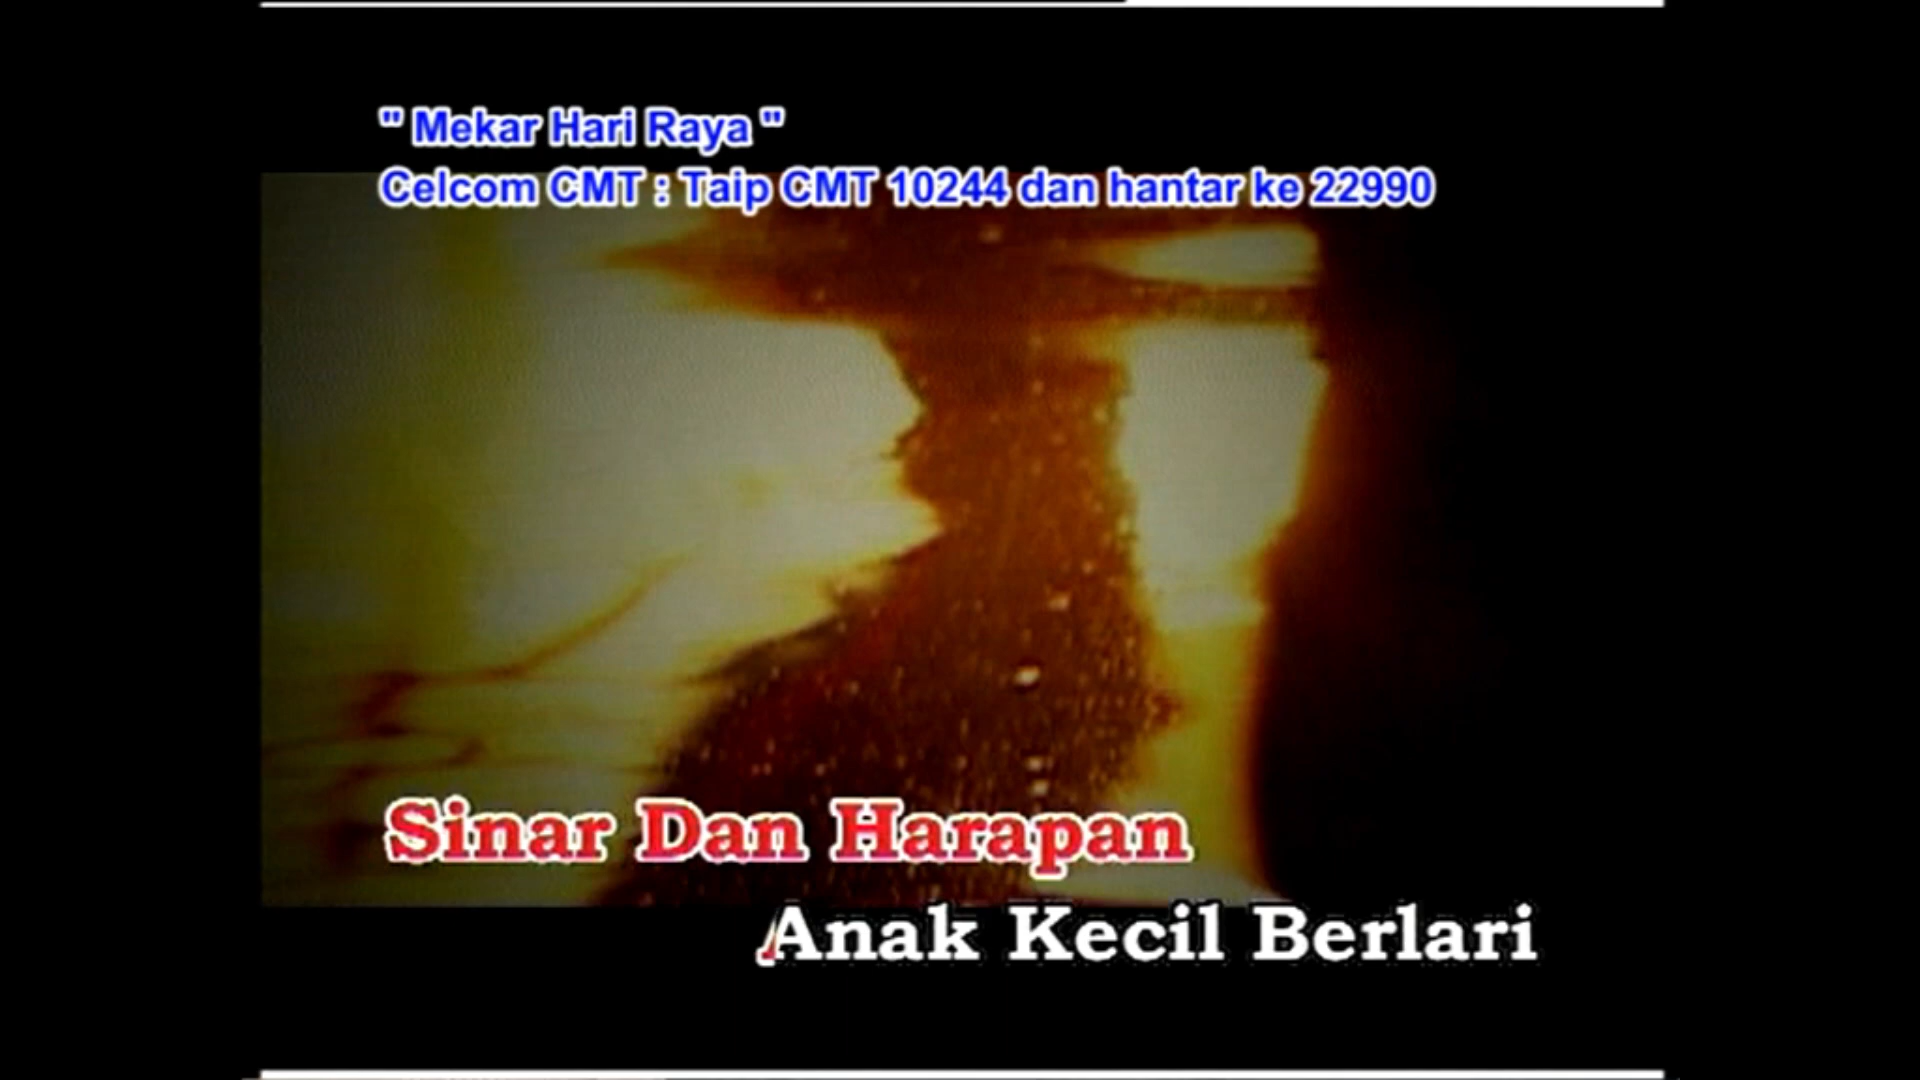 " Mekar Hari Raya "
Celcom CMT : Taip CMT 10244 dan hantar ke 22990
Sinar Dan Harapan
Anak Kecil Berlari